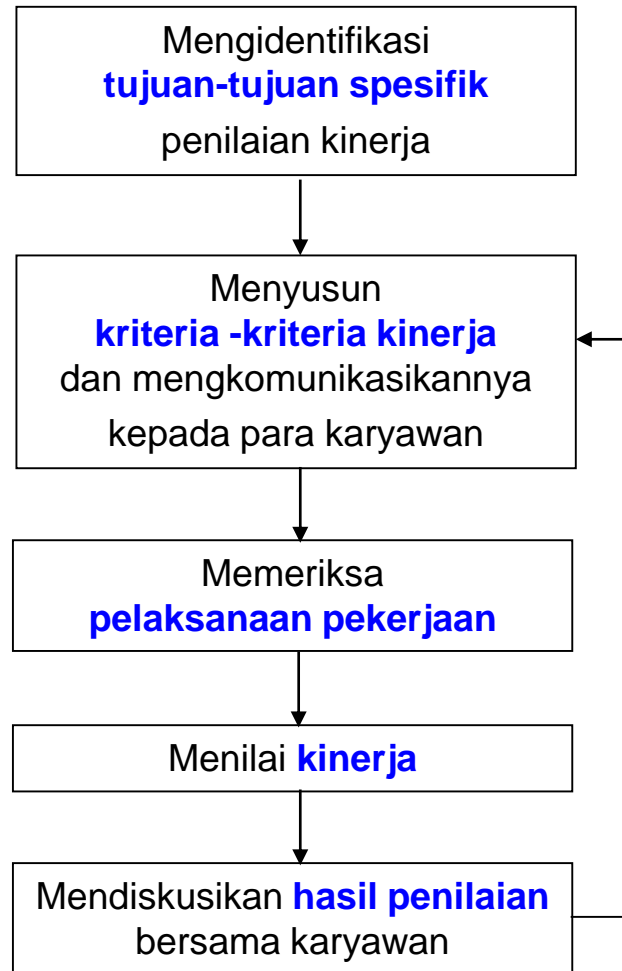 Mengidentifikasi
tujuan-tujuan spesifik
penilaian kinerja
Menyusun
kriteria -kriteria kinerja
dan mengkomunikasikannya
kepada para karyawan
Memeriksa
pelaksanaan pekerjaan
Menilai kinerja
Mendiskusikan hasil penilaian
bersama karyawan